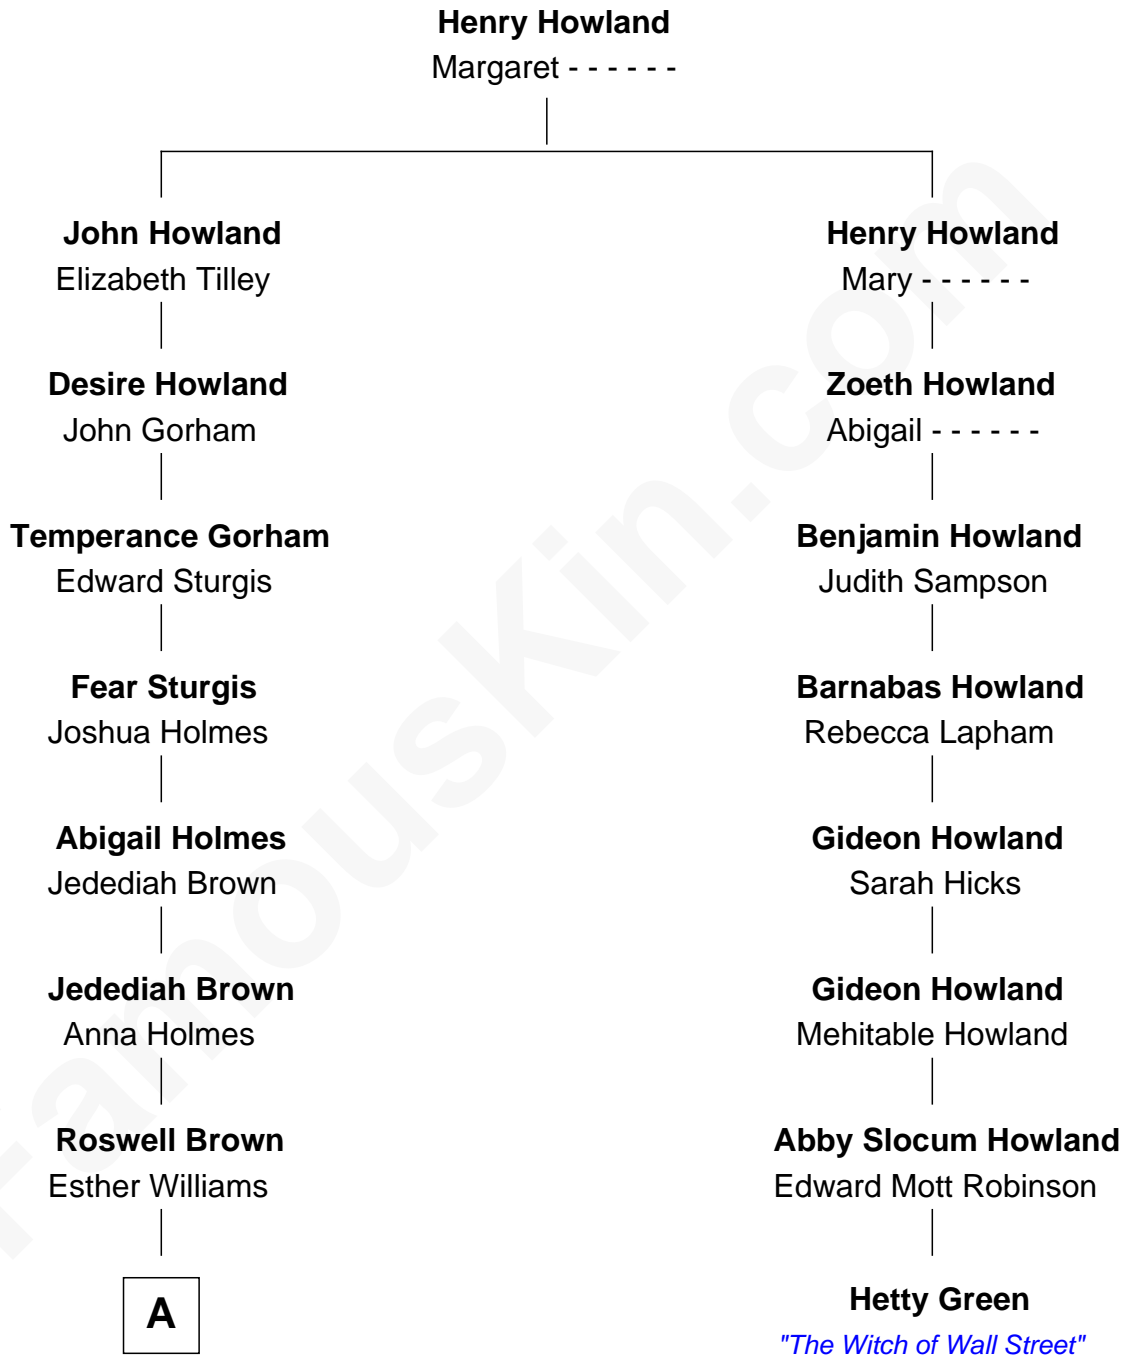 Henry Howland
Margaret - - - - - -
John Howland
Elizabeth Tilley
Henry Howland
Mary - - - - - -
Desire Howland
John Gorham
Zoeth Howland
Abigail - - - - - -
Temperance Gorham
Edward Sturgis
Benjamin Howland
Judith Sampson
Fear Sturgis
Joshua Holmes
Barnabas Howland
Rebecca Lapham
Abigail Holmes
Jedediah Brown
Gideon Howland
Sarah Hicks
Jedediah Brown
Anna Holmes
Gideon Howland
Mehitable Howland
Roswell Brown
Esther Williams
Abby Slocum Howland
Edward Mott Robinson
A
Hetty Green
"The Witch of Wall Street"
FamousKin.com